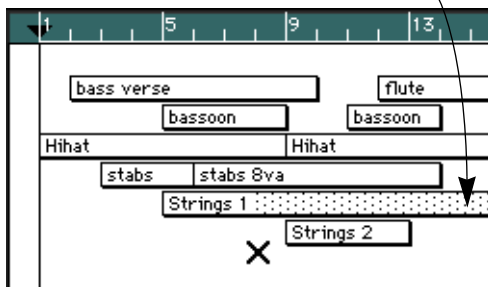 1 5 9 13
bass verse flute
bassoon bassoon
Hihat Hihat
stabs stabs 8va
Strings 1
Strings 2